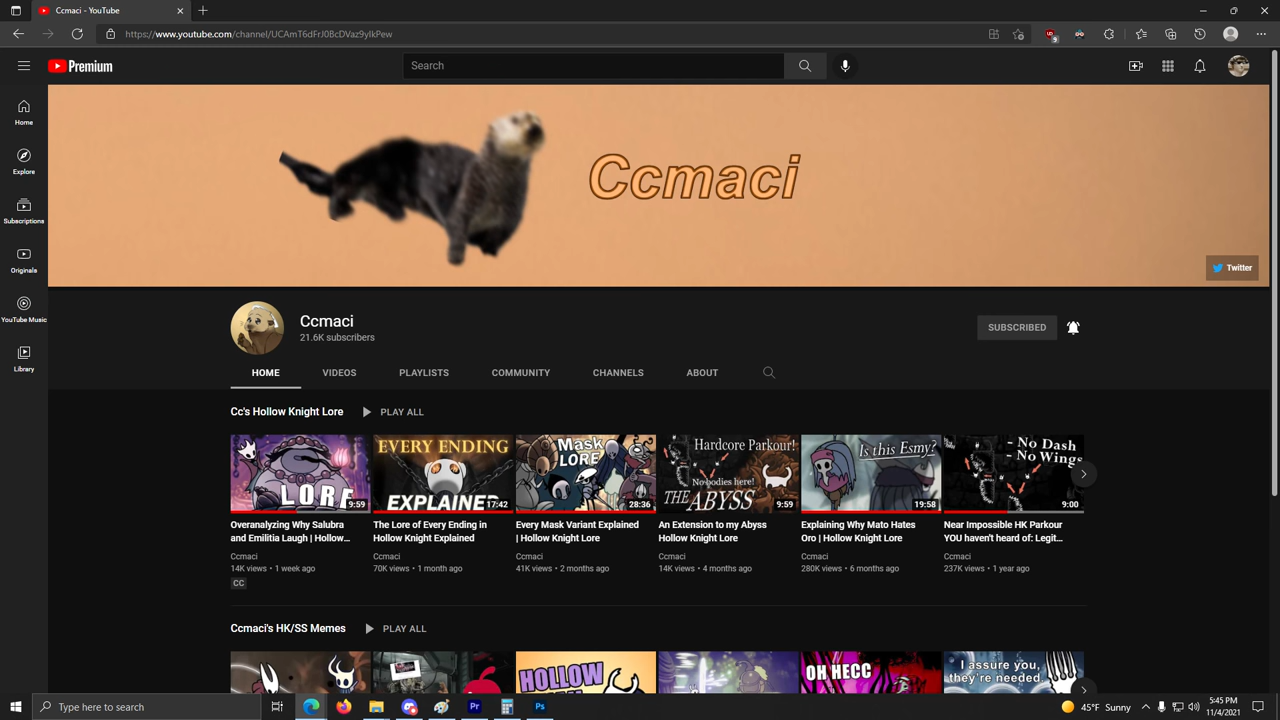 Ccmaci - YouTube
https://www.youtube.com/channel/UCAmT6dFrJ0BcDVaz9yIkPew
Premium
Search
Home
Explore
Subscriptions
Originals
YouTube Music
Library
Ccmaci
Twitter
Ccmaci
21.6K subscribers
SUBSCRIBED
HOME
VIDEOS
PLAYLISTS
COMMUNITY
CHANNELS
ABOUT
Cc's Hollow Knight Lore
PLAY ALL
LORE
9:59
EVERY ENDING
EXPLAINED
17:42
Mask
LORE
28:36
Hardcore Parkour!
No bodies here!
THE ABYSS
9:59
Is this Esmy?
19:58
- No Dash
- No Wings
9:00
Overanalyzing Why Salubra
and Emilitia Laugh | Hollow...
Ccmaci
14K views • 1 week ago
CC
The Lore of Every Ending in
Hollow Knight Explained
Ccmaci
70K views • 1 month ago
Every Mask Variant Explained
| Hollow Knight Lore
Ccmaci
41K views • 2 months ago
An Extension to my Abyss
Hollow Knight Lore
Ccmaci
14K views • 4 months ago
Explaining Why Mato Hates
Oro | Hollow Knight Lore
Ccmaci
280K views • 6 months ago
Near Impossible HK Parkour
YOU haven't heard of: Legit...
Ccmaci
237K views • 1 year ago
Ccmaci's HK/SS Memes
PLAY ALL
HOLLOW
OH HECC
I assure you,
they're needed.
Type here to search
Pr
Ps
45°F Sunny
5:45 PM
11/4/2021